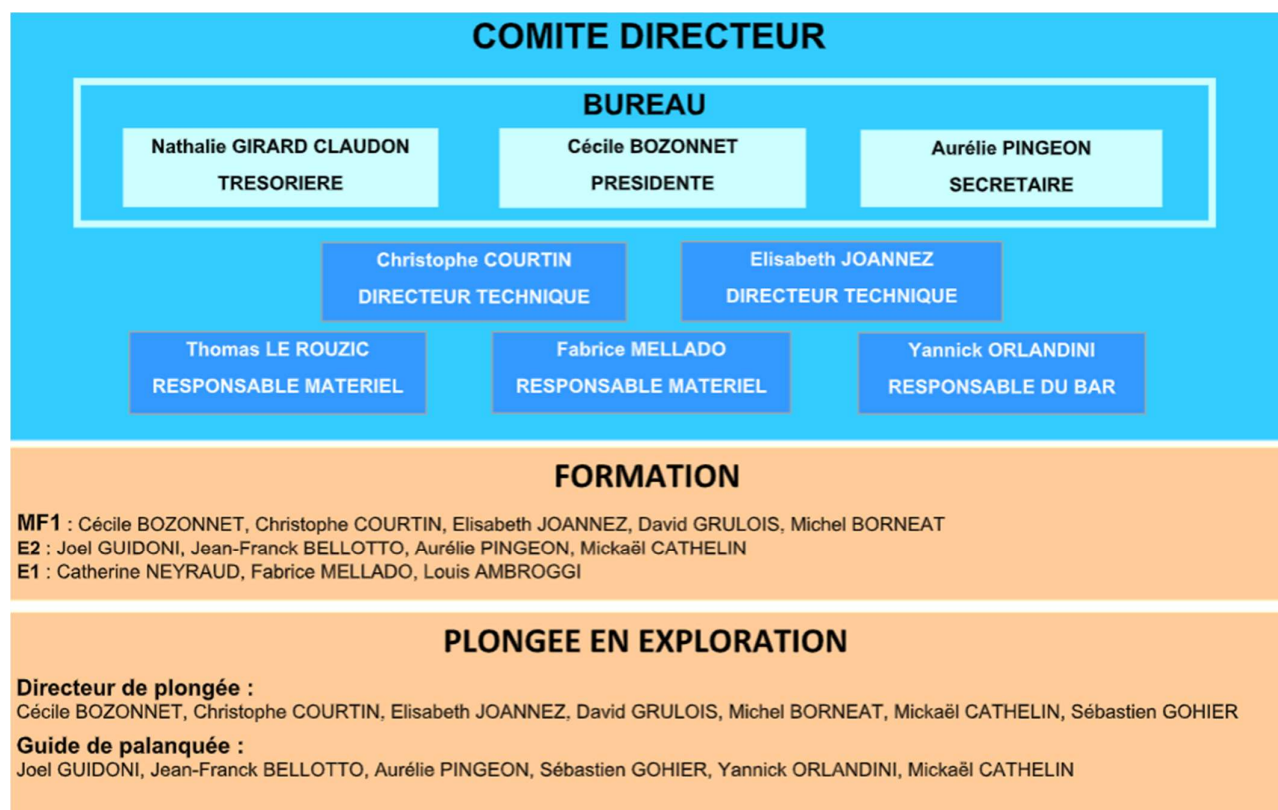 COMITE DIRECTEUR
BUREAU
Nathalie GIRARD CLAUDON
TRESORIERE
Cécile BOZONNET
PRESIDENTE
Aurélie PINGEON
SECRETAIRE
Christophe COURTIN
DIRECTEUR TECHNIQUE
Elisabeth JOANNEZ
DIRECTEUR TECHNIQUE
Thomas LE ROUZIC
RESPONSABLE MATERIEL
Fabrice MELLADO
RESPONSABLE MATERIEL
Yannick ORLANDINI
RESPONSABLE DU BAR
FORMATION
MF1 : Cécile BOZONNET, Christophe COURTIN, Elisabeth JOANNEZ, David GRULOIS, Michel BORNEAT
E2 : Joel GUIDONI, Jean-Franck BELLOTTO, Aurélie PINGEON, Mickaël CATHELIN
E1 : Catherine NEYRAUD, Fabrice MELLADO, Louis AMBROGGI
PLONGEE EN EXPLORATION
Directeur de plongée :
Cécile BOZONNET, Christophe COURTIN, Elisabeth JOANNEZ, David GRULOIS, Michel BORNEAT, Mickaël CATHELIN, Sébastien GOHIER
Guide de palanquée :
Joel GUIDONI, Jean-Franck BELLOTTO, Aurélie PINGEON, Sébastien GOHIER, Yannick ORLANDINI, Mickaël CATHELIN